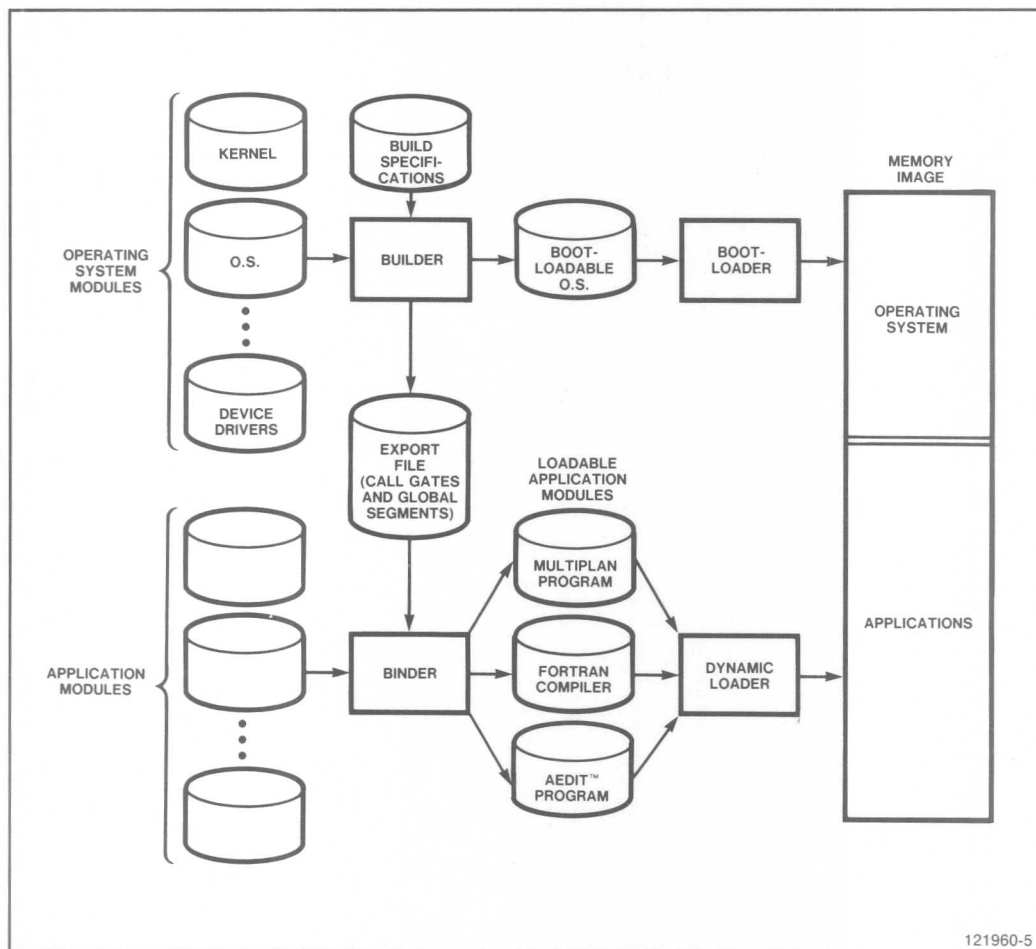 KERNEL
BUILD
SPECIFI-
CATIONS
MEMORY
IMAGE
OPERATING
SYSTEM
MODULES
O.S.
BUILDER
BOOT-
LOADABLE
O.S.
BOOT-
LOADER
OPERATING
SYSTEM
DEVICE
DRIVERS
EXPORT
FILE
(CALL GATES
AND GLOBAL
SEGMENTS)
LOADABLE
APPLICATION
MODULES
MULTIPLAN
PROGRAM
APPLICATIONS
APPLICATION
MODULES
BINDER
FORTRAN
COMPILER
DYNAMIC
LOADER
AEDIT™
PROGRAM
121960-5